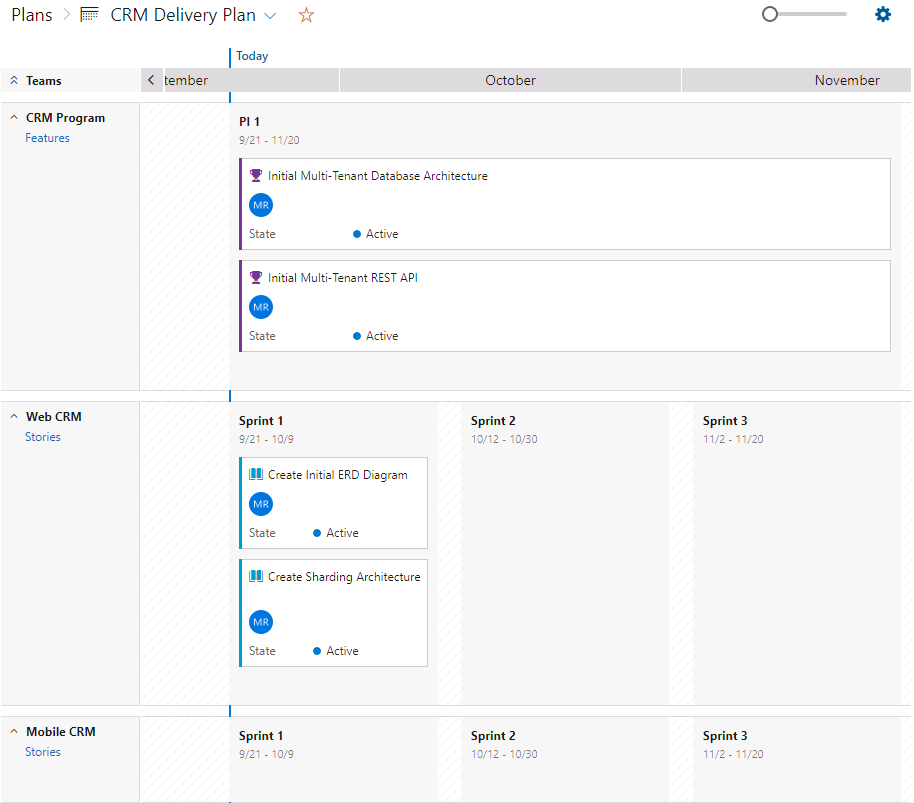 Plans CRM Delivery Plan
Today
Teams tember October November
CRM Program
Features
PI 1
9/21 - 11/20
Initial Multi-Tenant Database Architecture
MR
State Active
Initial Multi-Tenant REST API
MR
State Active
Web CRM
Stories
Sprint 1 Sprint 2 Sprint 3
9/21 - 10/9 10/12 - 10/30 11/2 - 11/20
Create Initial ERD Diagram
MR
State Active
Create Sharding Architecture
MR
State Active
Mobile CRM
Stories
Sprint 1 Sprint 2 Sprint 3
9/21 - 10/9 10/12 - 10/30 11/2 - 11/20